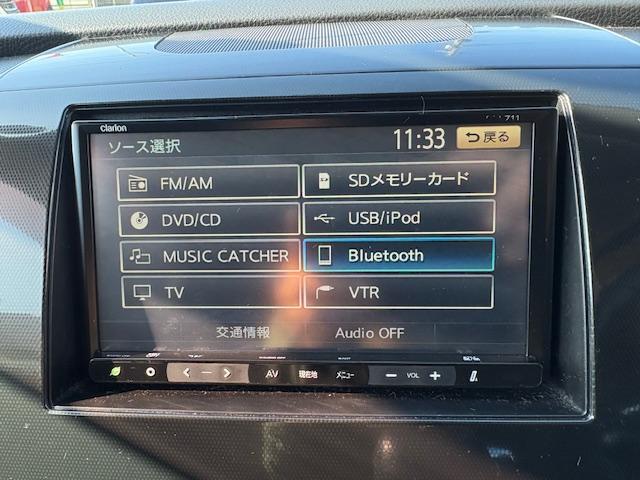 clarion
711
ソース選択
11:33
戻る
FM/AM
SDメモリーカード
DVD/CD
USB/iPod
MUSIC CATCHER
Bluetooth
TV
VTR
交通情報
Audio OFF
AV
現在地
メニュー
− VOL +